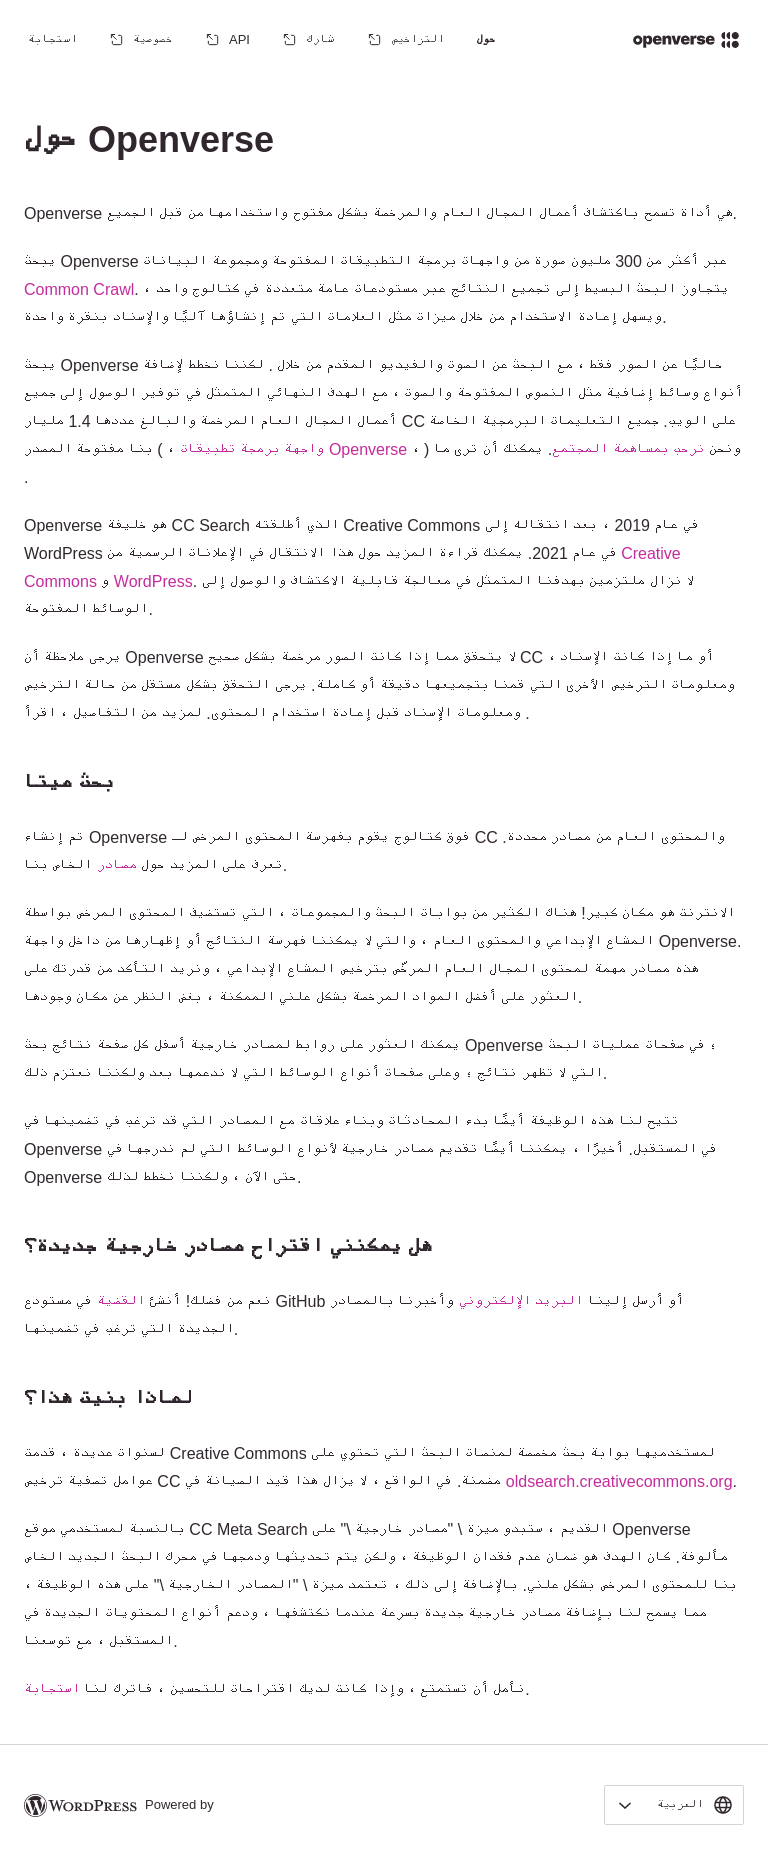 openverse حول التراخيص شارك API خصوصية استجابة
حول Openverse
Openverse هي أداة تسمح باكتشاف أعمال المجال العام والمرخصة بشكل مفتوح واستخدامها من قبل الجميع.
يبحث Openverse عبر أكثر من 300 مليون صورة من واجهات برمجة التطبيقات المفتوحة ومجموعة البيانات
Common Crawl. يتجاوز البحث البسيط إلى تجميع النتائج عبر مستودعات عامة متعددة في كتالوج واحد ،
ويسهل إعادة الاستخدام من خلال ميزات مثل العلامات التي تم إنشاؤها آليًا والإسناد بنقرة واحدة.
يبحث Openverse حاليًا عن الصور فقط ، مع البحث عن الصوت والفيديو المقدم من خلال . لكننا نخطط لإضافة
أنواع وسائط إضافية مثل النصوص المفتوحة والصوت ، مع الهدف النهائي المتمثل في توفير الوصول إلى جميع
أعمال المجال العام المرخصة والبالغ عددها 1.4 مليار CC على الويب. جميع التعليمات البرمجية الخاصة
بنا مفتوحة المصدر ( ، واجهة برمجة تطبيقات Openverse ، ) ونحن نرحب بمساهمة المجتمع. يمكنك أن ترى ما
.
Openverse هو خليفة CC Search الذي أطلقته Creative Commons في عام 2019 ، بعد انتقاله إلى
WordPress في عام 2021. يمكنك قراءة المزيد حول هذا الانتقال في الإعلانات الرسمية من Creative
Commons و WordPress. لا نزال ملتزمين بهدفنا المتمثل في معالجة قابلية الاكتشاف والوصول إلى
الوسائط المفتوحة.
يرجى ملاحظة أن Openverse لا يتحقق مما إذا كانت الصور مرخصة بشكل صحيح CC أو ما إذا كانت الإسناد ،
ومعلومات الترخيص الأخرى التي قمنا بتجميعها دقيقة أو كاملة. يرجى التحقق بشكل مستقل من حالة الترخيص
ومعلومات الإسناد قبل إعادة استخدام المحتوى. لمزيد من التفاصيل ، اقرأ .
بحث ميتا
تم إنشاء Openverse فوق كتالوج يقوم بفهرسة المحتوى المرخص لـ CC والمحتوى العام من مصادر محددة.
تعرف على المزيد حول مصادر الخاص بنا.
الانترنت هو مكان كبير! هناك الكثير من بوابات البحث والمجموعات ، التي تستضيف المحتوى المرخص بواسطة
المشاع الإبداعي والمحتوى العام ، والتي لا يمكننا فهرسة النتائج أو إظهارها من داخل واجهة Openverse.
هذه مصادر مهمة لمحتوى المجال العام المرخّص بترخيص المشاع الإبداعي ، ونريد التأكد من قدرتك على
العثور على أفضل المواد المرخصة بشكل علني الممكنة ، بغض النظر عن مكان وجودها.
يمكنك العثور على روابط لمصادر خارجية أسفل كل صفحة نتائج بحث Openverse ؛ في صفحات عمليات البحث
التي لا تظهر نتائج ؛ وعلى صفحات أنواع الوسائط التي لا ندعمها بعد ولكننا نعتزم ذلك.
تتيح لنا هذه الوظيفة أيضًا بدء المحادثات وبناء علاقات مع المصادر التي قد ترغب في تضمينها في
Openverse في المستقبل. أخيرًا ، يمكننا أيضًا تقديم مصادر خارجية لأنواع الوسائط التي لم ندرجها في
Openverse حتى الآن ، ولكننا نخطط لذلك.
هل يمكنني اقتراح مصادر خارجية جديدة؟
نعم من فضلك! أنشئ القضية في مستودع GitHub أو أرسل إلينا البريد الإلكتروني وأخبرنا بالمصادر
الجديدة التي ترغب في تضمينها.
لماذا بنيت هذا؟
لسنوات عديدة ، قدمت Creative Commons لمستخدميها بوابة بحث مخصصة لمنصات البحث التي تحتوي على
عوامل تصفية ترخيص CC مضمنة. في الواقع ، لا يزال هذا قيد الصيانة في oldsearch.creativecommons.org.
بالنسبة لمستخدمي موقع CC Meta Search القديم ، ستبدو ميزة \ "مصادر خارجية \" على Openverse
مألوفة. كان الهدف هو ضمان عدم فقدان الوظيفة ، ولكن يتم تحديثها ودمجها في محرك البحث الجديد الخاص
بنا للمحتوى المرخص بشكل علني. بالإضافة إلى ذلك ، تعتمد ميزة \ "المصادر الخارجية \" على هذه الوظيفة ،
مما يسمح لنا بإضافة مصادر خارجية جديدة بسرعة عندما نكتشفها ، ودعم أنواع المحتويات الجديدة في
المستقبل ، مع توسعنا.
نأمل أن تستمتع ، وإذا كانت لديك اقتراحات للتحسين ، فاترك لنا استجابة.
العربية
Powered by WordPress